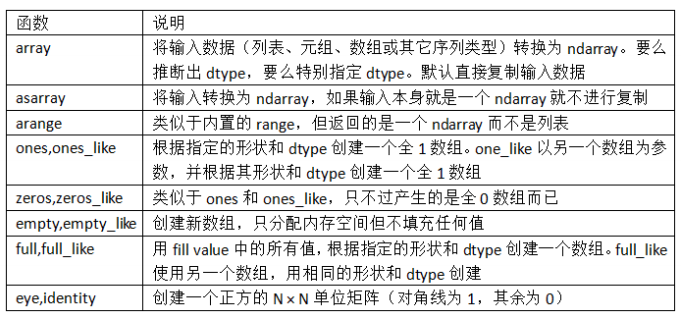 函数 说明
array 将输入数据（列表、元组、数组或其它序列类型）转换为 ndarray。要么
推断出 dtype，要么特别指定 dtype。默认直接复制输入数据
asarray 将输入转换为 ndarray，如果输入本身就是一个 ndarray 就不进行复制
arange 类似于内置的 range，但返回的是一个 ndarray 而不是列表
ones,ones_like 根据指定的形状和 dtype 创建一个全 1 数组。one_like 以另一个数组为参
数，并根据其形状和 dtype 创建一个全 1 数组
zeros,zeros_like 类似于 ones 和 ones_like，只不过产生的是全 0 数组而已
empty,empty_like 创建新数组，只分配内存空间但不填充任何值
full,full_like 用 fill value 中的所有值，根据指定的形状和 dtype 创建一个数组。full_like
使用另一个数组，用相同的形状和 dtype 创建
eye,identity 创建一个正方的 N × N 单位矩阵（对角线为 1，其余为 0）